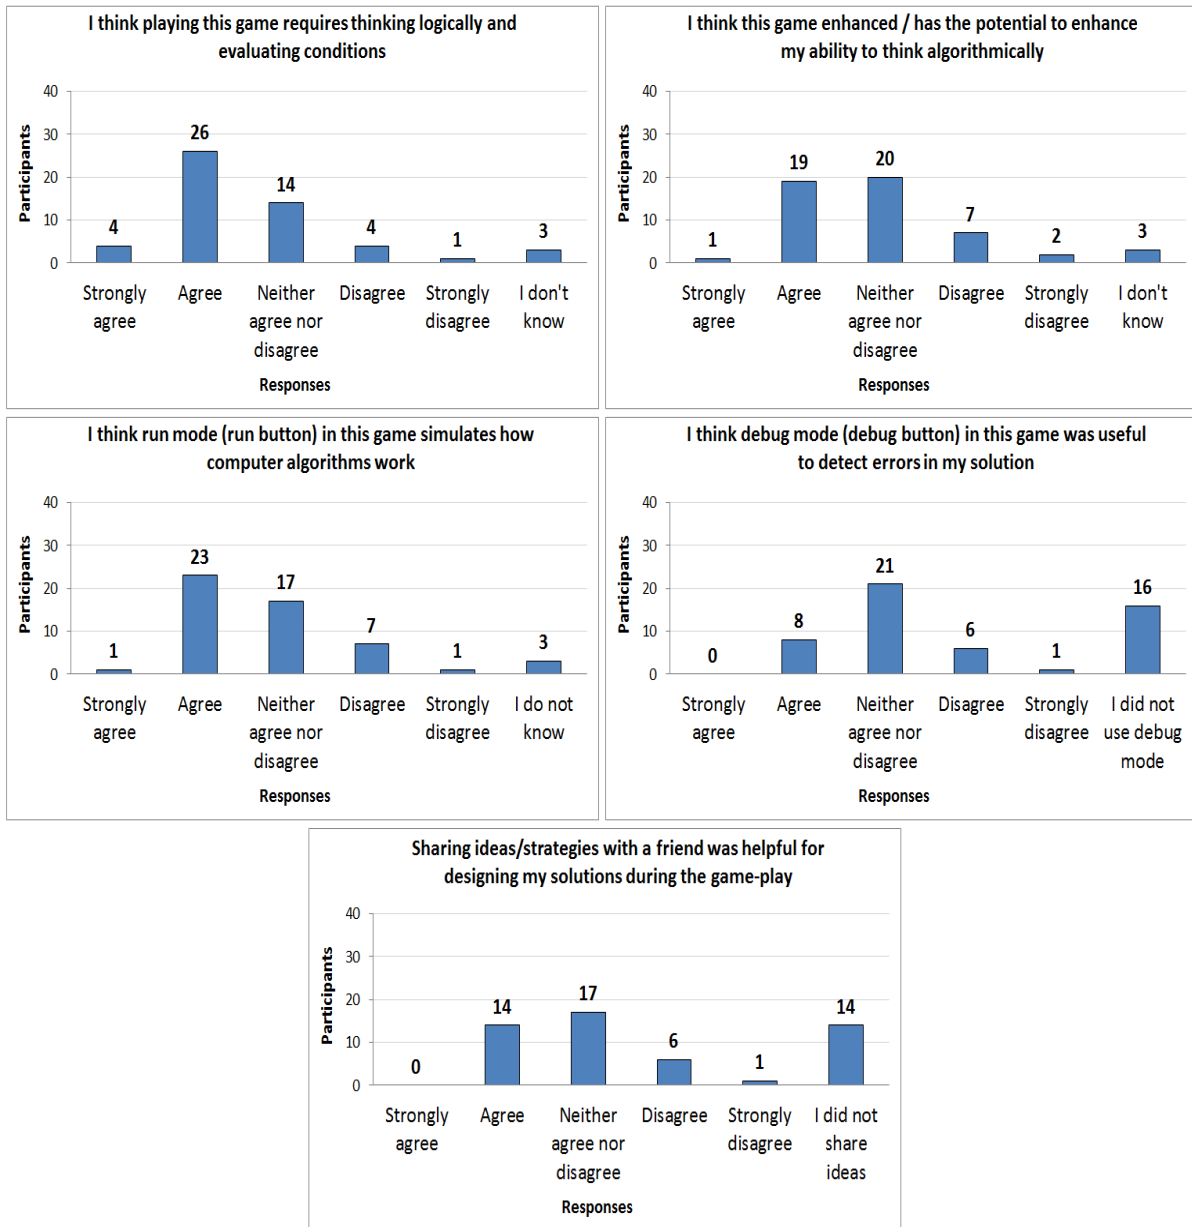 I think playing this game requires thinking logically and
evaluating conditions
40
30
20
10
0
Participants
4
26
14
4
1
3
Strongly agree
Agree
Neither agree nor disagree
Disagree
Strongly disagree
I don't know
Responses
I think this game enhanced / has the potential to enhance
my ability to think algorithmically
40
30
20
10
0
Participants
1
19
20
7
2
3
Strongly agree
Agree
Neither agree nor disagree
Disagree
Strongly disagree
I don't know
Responses
I think run mode (run button) in this game simulates how
computer algorithms work
40
30
20
10
0
Participants
1
23
17
7
1
3
Strongly agree
Agree
Neither agree nor disagree
Disagree
Strongly disagree
I do not know
Responses
I think debug mode (debug button) in this game was useful
to detect errors in my solution
40
30
20
10
0
Participants
0
8
21
6
1
16
Strongly agree
Agree
Neither agree nor disagree
Disagree
Strongly disagree
I did not use debug mode
Responses
Sharing ideas/strategies with a friend was helpful for
designing my solutions during the game-play
40
30
20
10
0
Participants
0
14
17
6
1
14
Strongly agree
Agree
Neither agree nor disagree
Disagree
Strongly disagree
I did not share ideas
Responses